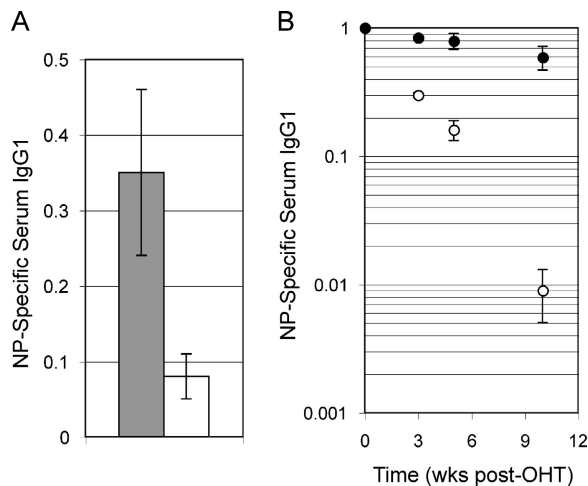 A
NP-Specific Serum IgG1
0.5
0.4
0.3
0.2
0.1
0
B
NP-Specific Serum IgG1
1
0.1
0.01
0.001
0 3 6 9 12
Time (wks post-OHT)